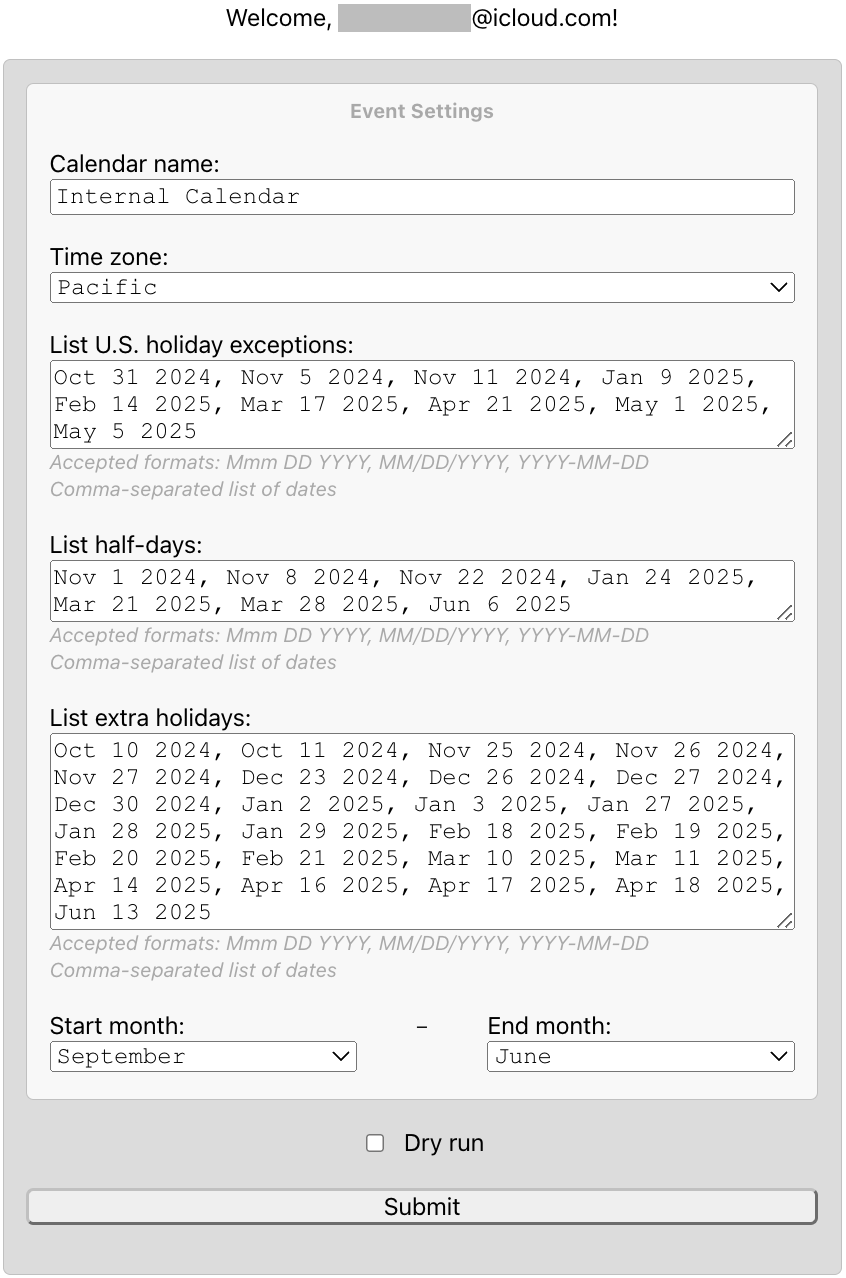 Welcome, @icloud.com!
Event Settings
Calendar name:
Internal Calendar
Time zone:
Pacific
List U.S. holiday exceptions:
Oct 31 2024, Nov 5 2024, Nov 11 2024, Jan 9 2025,
Feb 14 2025, Mar 17 2025, Apr 21 2025, May 1 2025,
May 5 2025
Accepted formats: Mmm DD YYYY, MM/DD/YYYY, YYYY-MM-DD
Comma-separated list of dates
List half-days:
Nov 1 2024, Nov 8 2024, Nov 22 2024, Jan 24 2025,
Mar 21 2025, Mar 28 2025, Jun 6 2025
Accepted formats: Mmm DD YYYY, MM/DD/YYYY, YYYY-MM-DD
Comma-separated list of dates
List extra holidays:
Oct 10 2024, Oct 11 2024, Nov 25 2024, Nov 26 2024,
Nov 27 2024, Dec 23 2024, Dec 26 2024, Dec 27 2024,
Dec 30 2024, Jan 2 2025, Jan 3 2025, Jan 27 2025,
Jan 28 2025, Jan 29 2025, Feb 18 2025, Feb 19 2025,
Feb 20 2025, Feb 21 2025, Mar 10 2025, Mar 11 2025,
Apr 14 2025, Apr 16 2025, Apr 17 2025, Apr 18 2025,
Jun 13 2025
Accepted formats: Mmm DD YYYY, MM/DD/YYYY, YYYY-MM-DD
Comma-separated list of dates
Start month: – End month:
September June
Dry run
Submit